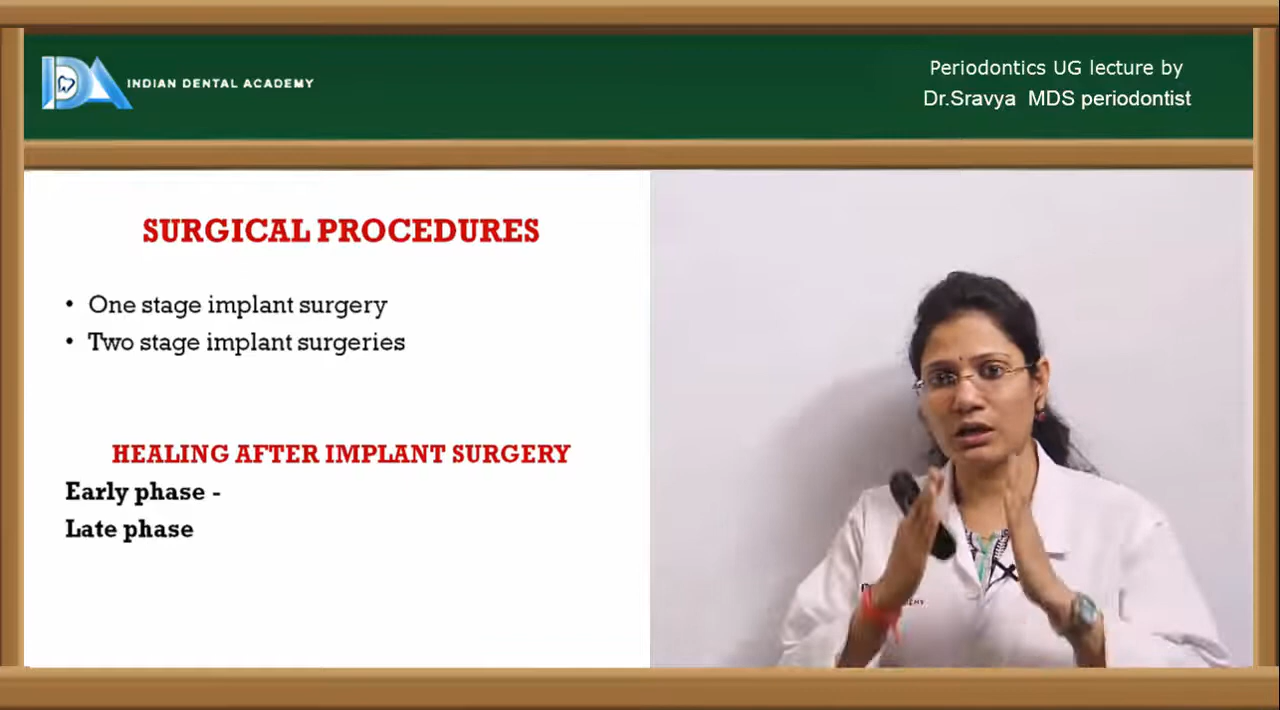 IDA INDIAN DENTAL ACADEMY
Periodontics UG lecture by
Dr.Sravya MDS periodontist
SURGICAL PROCEDURES
• One stage implant surgery
• Two stage implant surgeries
HEALING AFTER IMPLANT SURGERY
Early phase -
Late phase